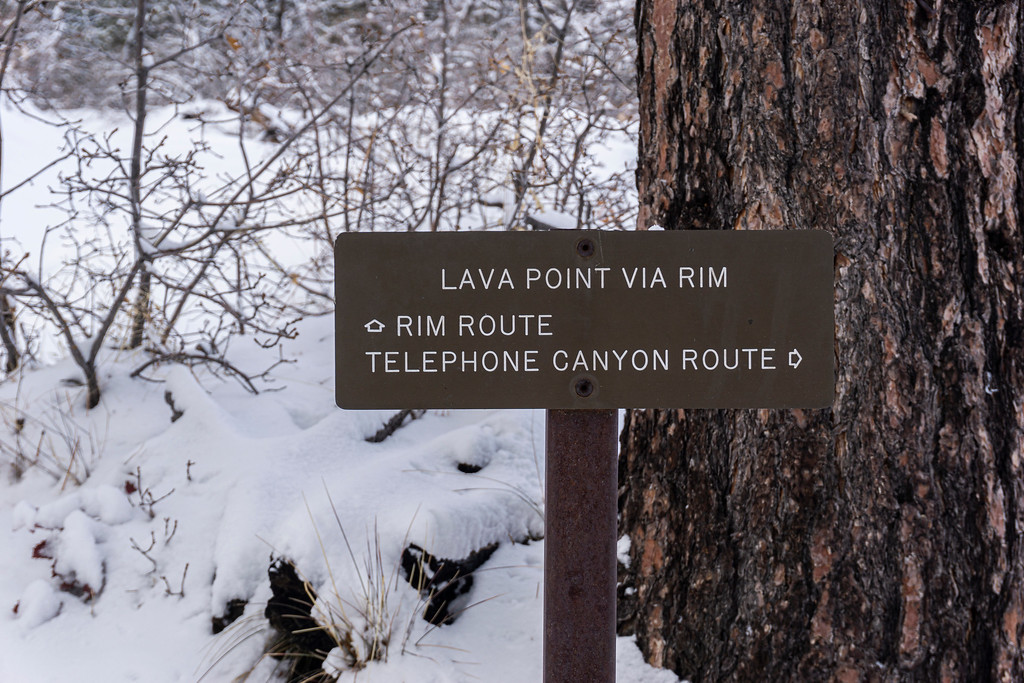 LAVA POINT VIA RIM
⇧ RIM ROUTE
TELEPHONE CANYON ROUTE ⇨